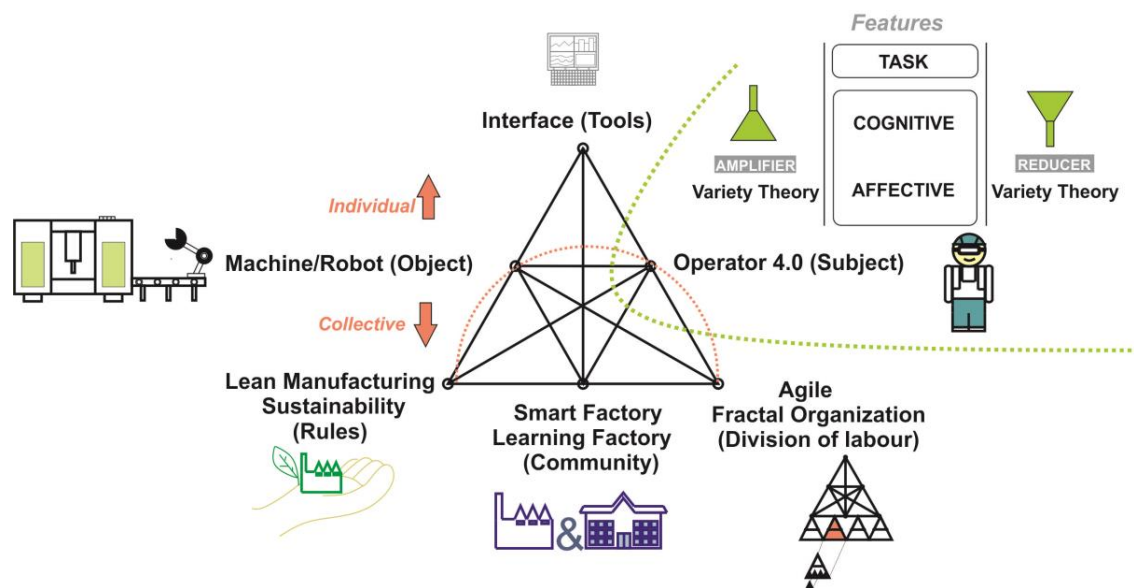 Features
TASK
COGNITIVE
AFFECTIVE
AMPLIFIER
Variety Theory
REDUCER
Variety Theory
Interface (Tools)
Individual
Machine/Robot (Object)
Operator 4.0 (Subject)
Collective
Lean Manufacturing
Sustainability
(Rules)
Smart Factory
Learning Factory
(Community)
&
Agile
Fractal Organization
(Division of labour)